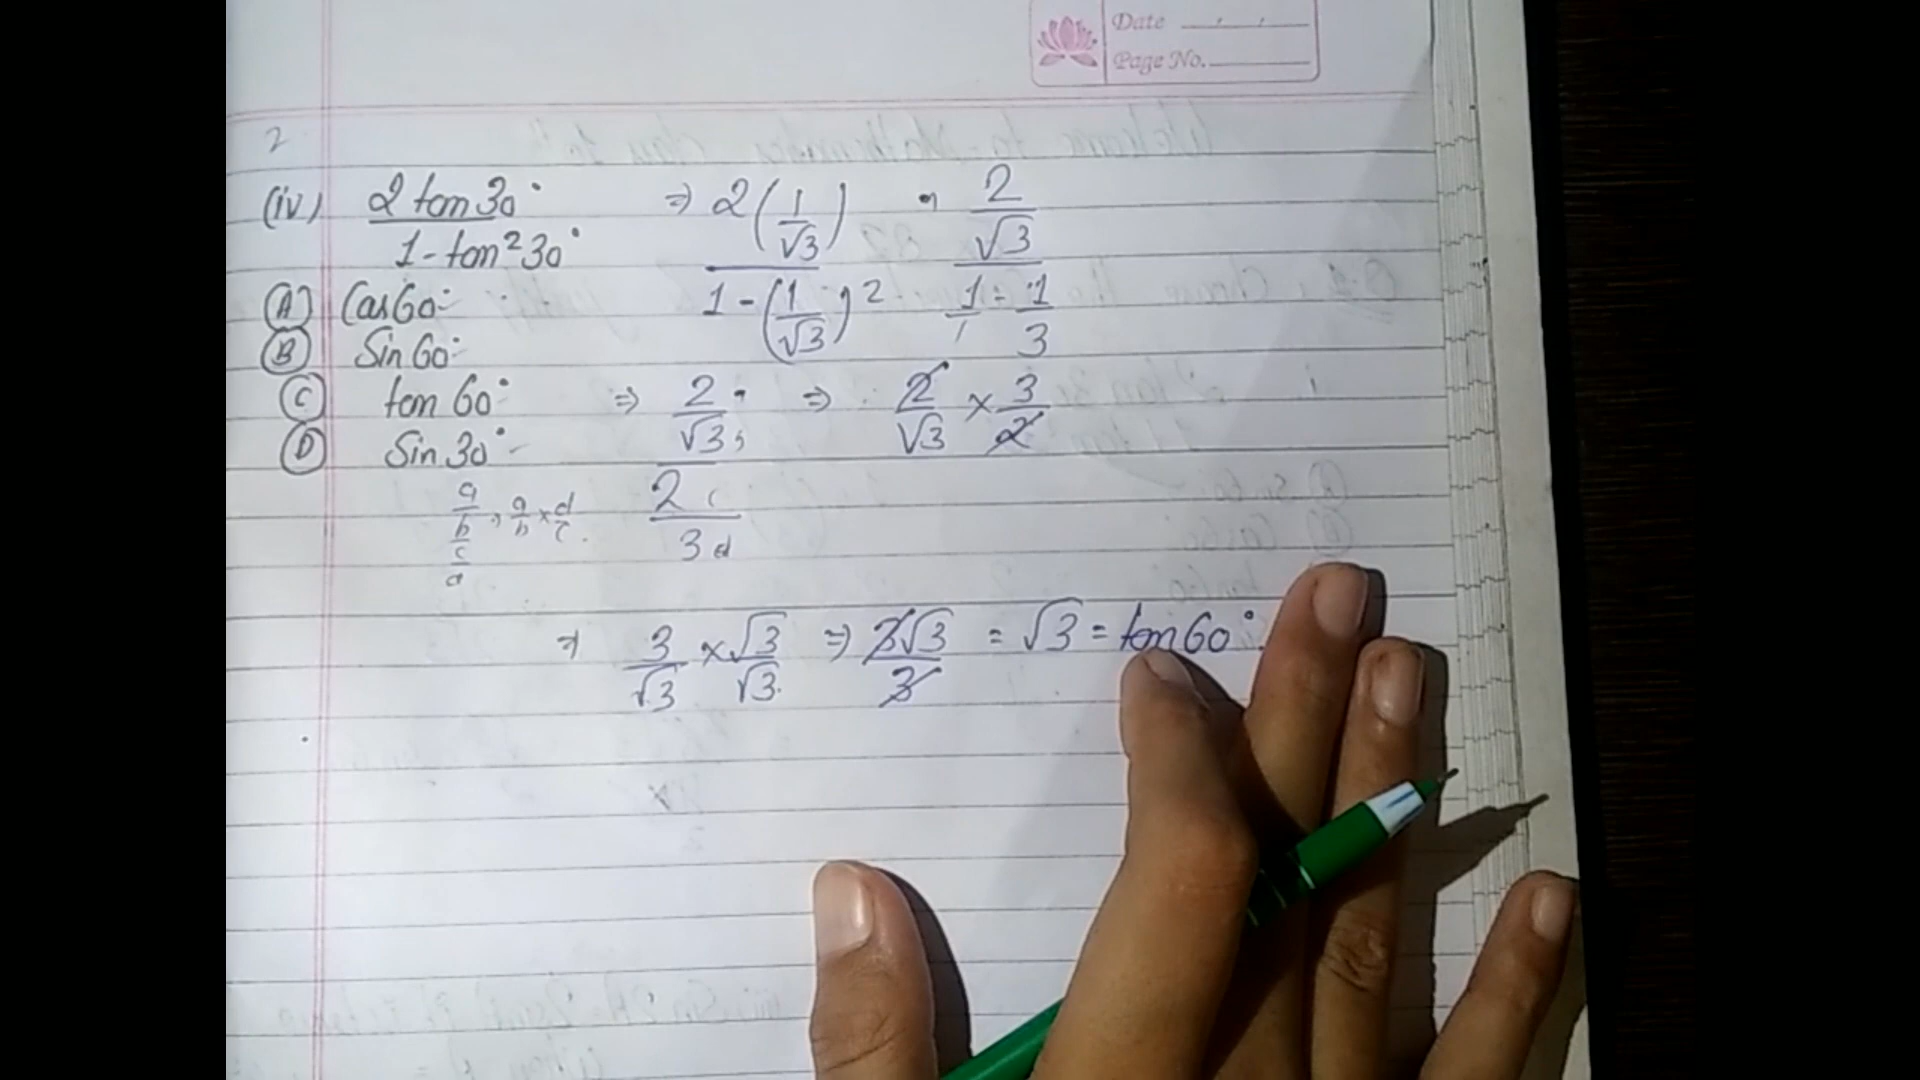 Date
Page No.
2
(iv) 2 tan 30° / 1 - tan² 30° ⇒ 2(1/√3) / 1 - (1/√3)² , 2/√3 / 1/1 - 1/3
(A) Cos 60°
(B) Sin 60°
(C) tan 60° ⇒ 2/√3 / 2/3 ⇒ 2/√3 × 3/2
(D) Sin 30°
a/b / c/d , a/b × d/c
⇒ 3/√3 × √3/√3 ⇒ 3√3/3 = √3 = tan 60°